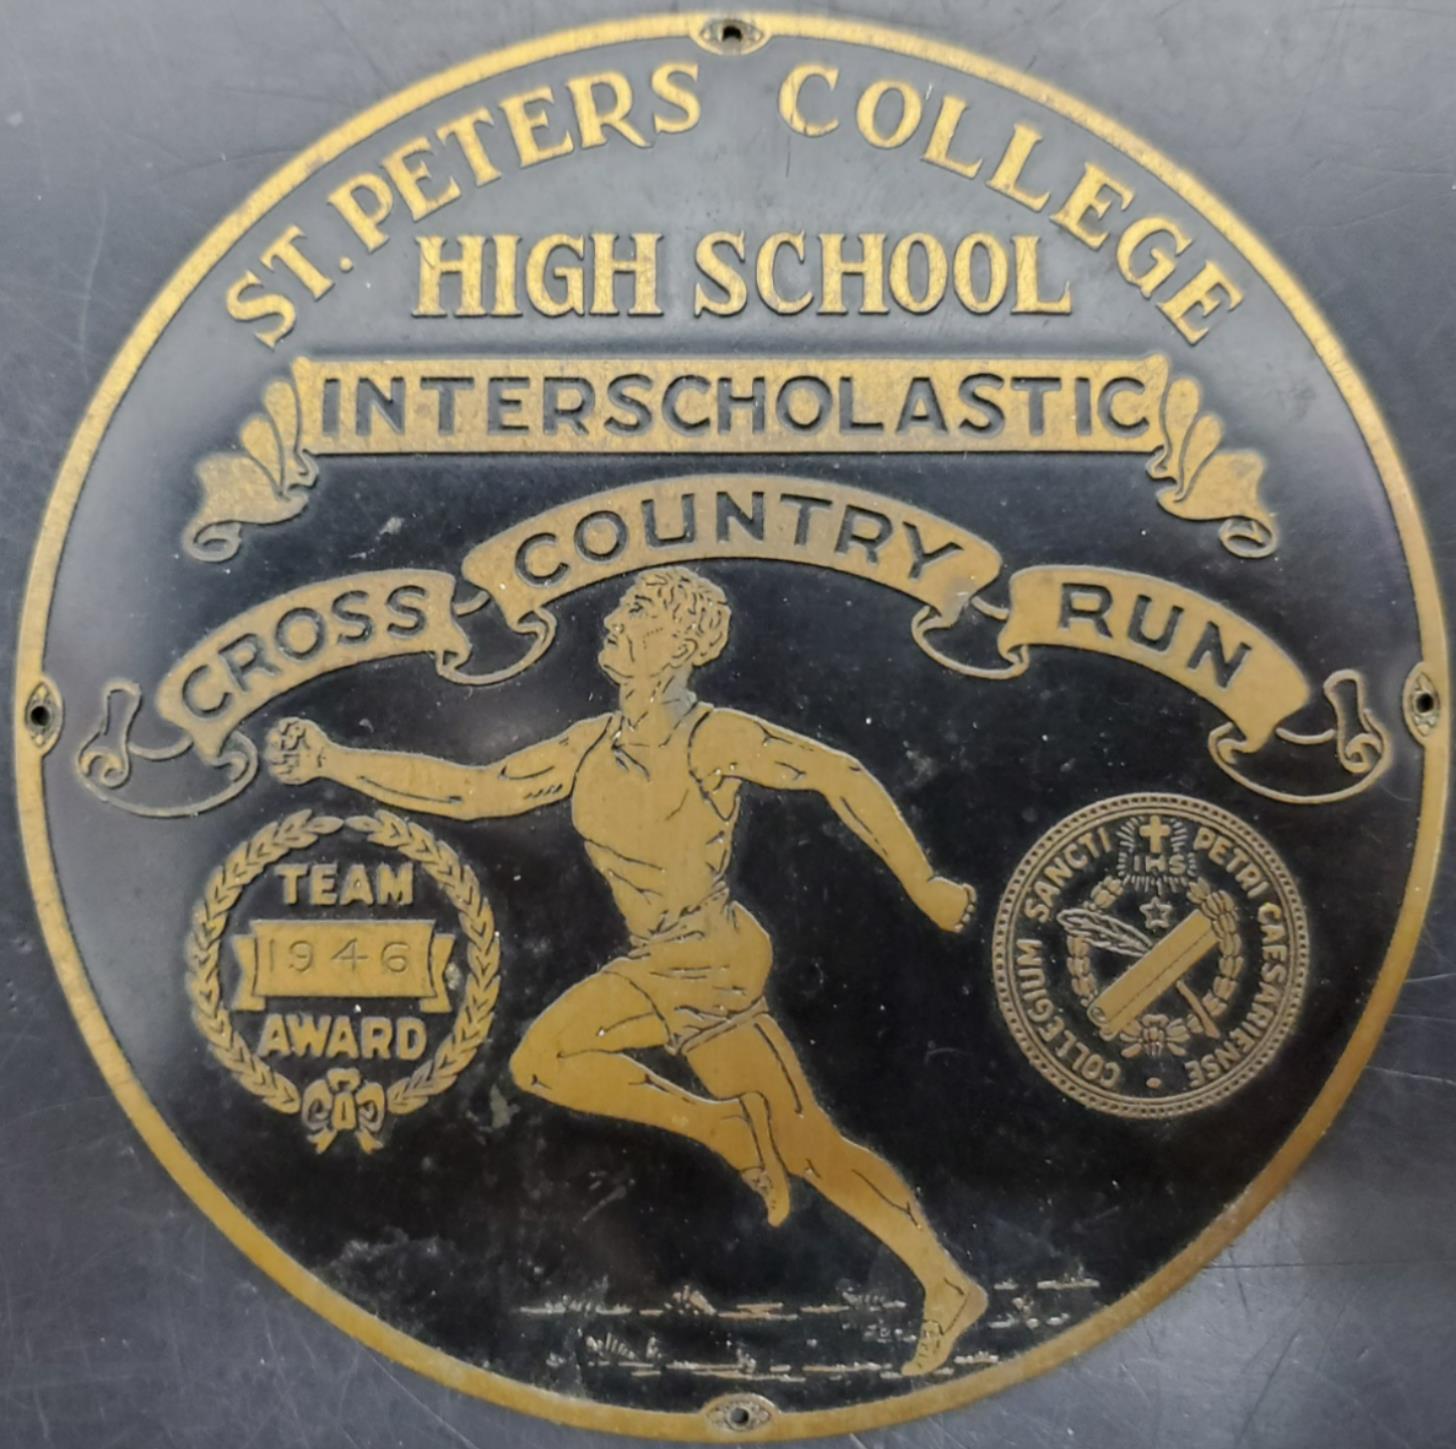 ST. PETERS COLLEGE
HIGH SCHOOL
INTERSCHOLASTIC
CROSS COUNTRY RUN
TEAM
1946
AWARD
COLLEGIUM SANCTI PETRI CAESARIENSE
IHS